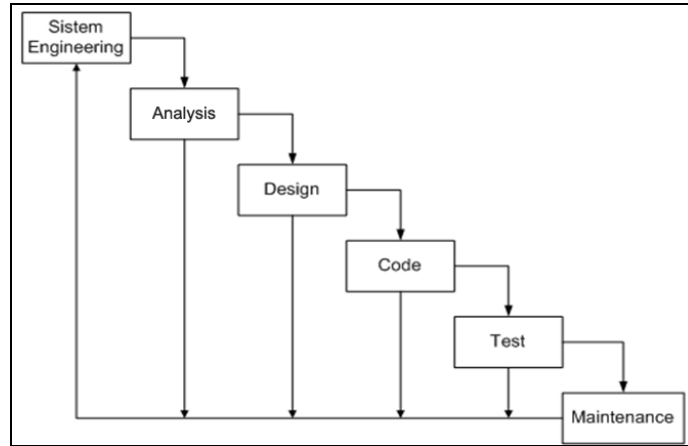 Sistem
Engineering
Analysis
Design
Code
Test
Maintenance